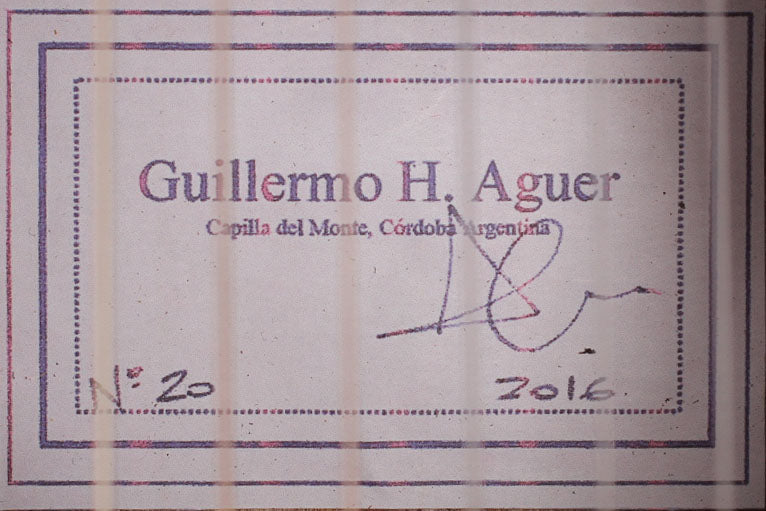 Guillermo H. Aguer
Capilla del Monte, Córdoba Argentina
Nº 20 2016